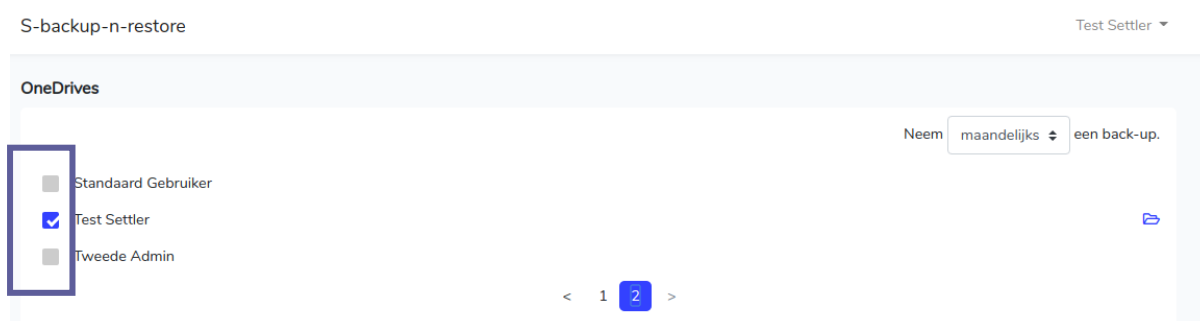 S-backup-n-restore
Test Settler
OneDrives
Neem maandelijks een back-up.
Standaard Gebruiker
Test Settler
Tweede Admin
< 1 2 >